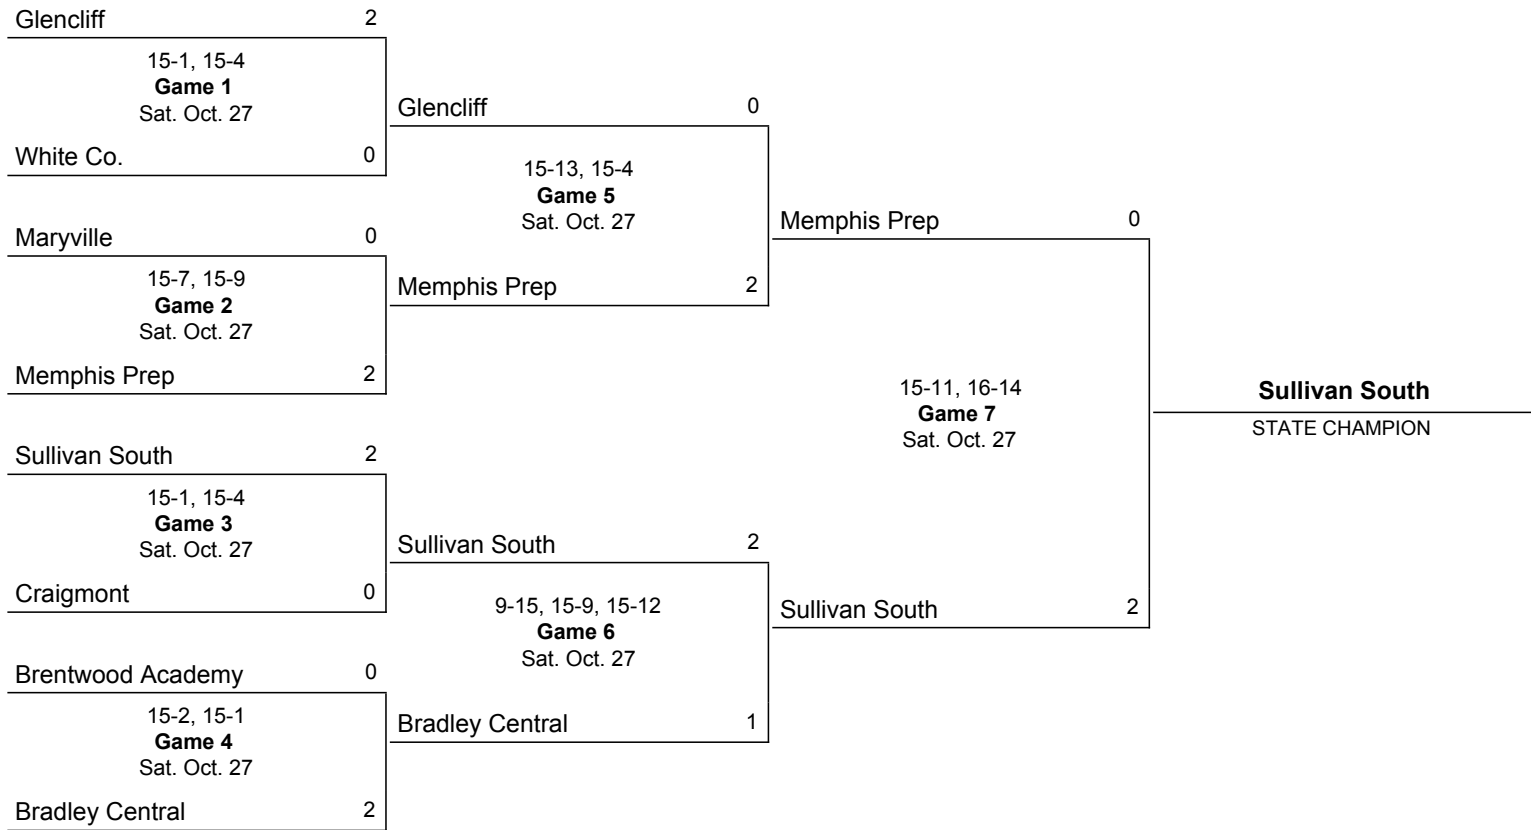 Glencliff 2
15-1, 15-4
Game 1
Sat. Oct. 27
White Co. 0
Maryville 0
15-7, 15-9
Game 2
Sat. Oct. 27
Memphis Prep 2
Sullivan South 2
15-1, 15-4
Game 3
Sat. Oct. 27
Craigmont 0
Brentwood Academy 0
15-2, 15-1
Game 4
Sat. Oct. 27
Bradley Central 2
Glencliff 0
15-13, 15-4
Game 5
Sat. Oct. 27
Memphis Prep 2
Sullivan South 2
9-15, 15-9, 15-12
Game 6
Sat. Oct. 27
Bradley Central 1
Memphis Prep 0
15-11, 16-14
Game 7
Sat. Oct. 27
Sullivan South 2
Sullivan South
STATE CHAMPION